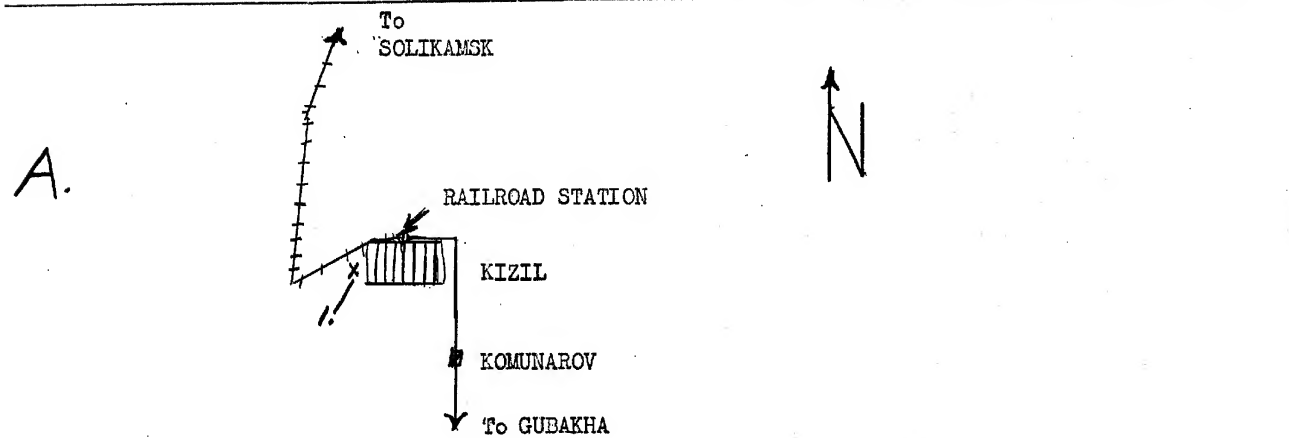 To
SOLIKAMSK
N
A.
RAILROAD STATION
KIZIL
1.
KOMUNAROV
To GUBAKHA